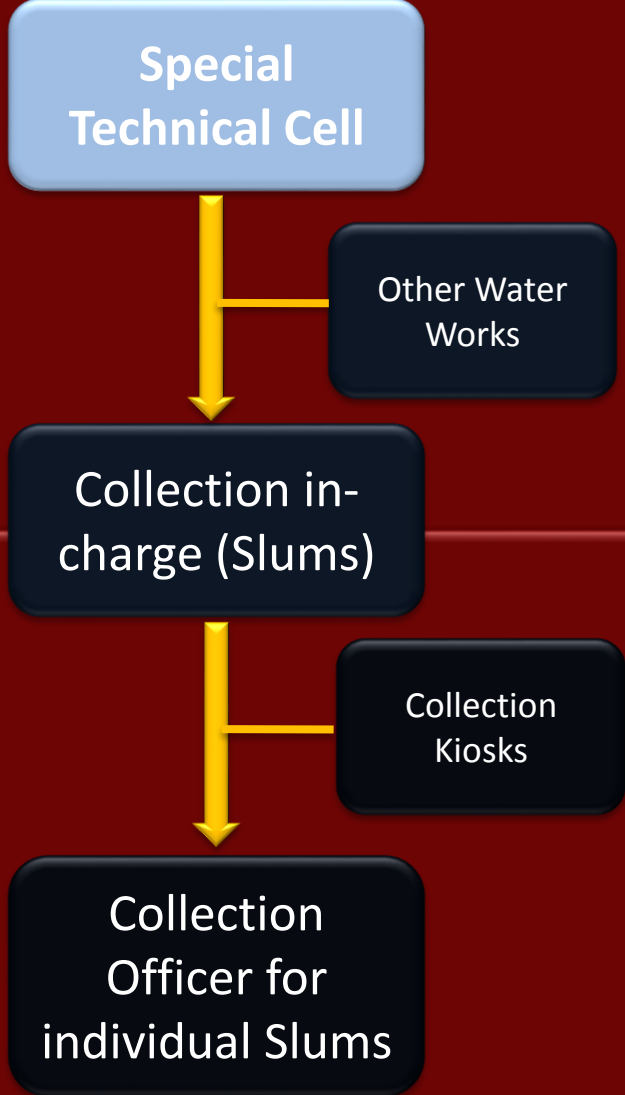 Special
Technical Cell
Other Water
Works
Collection in-
charge (Slums)
Collection
Kiosks
Collection
Officer for
individual Slums